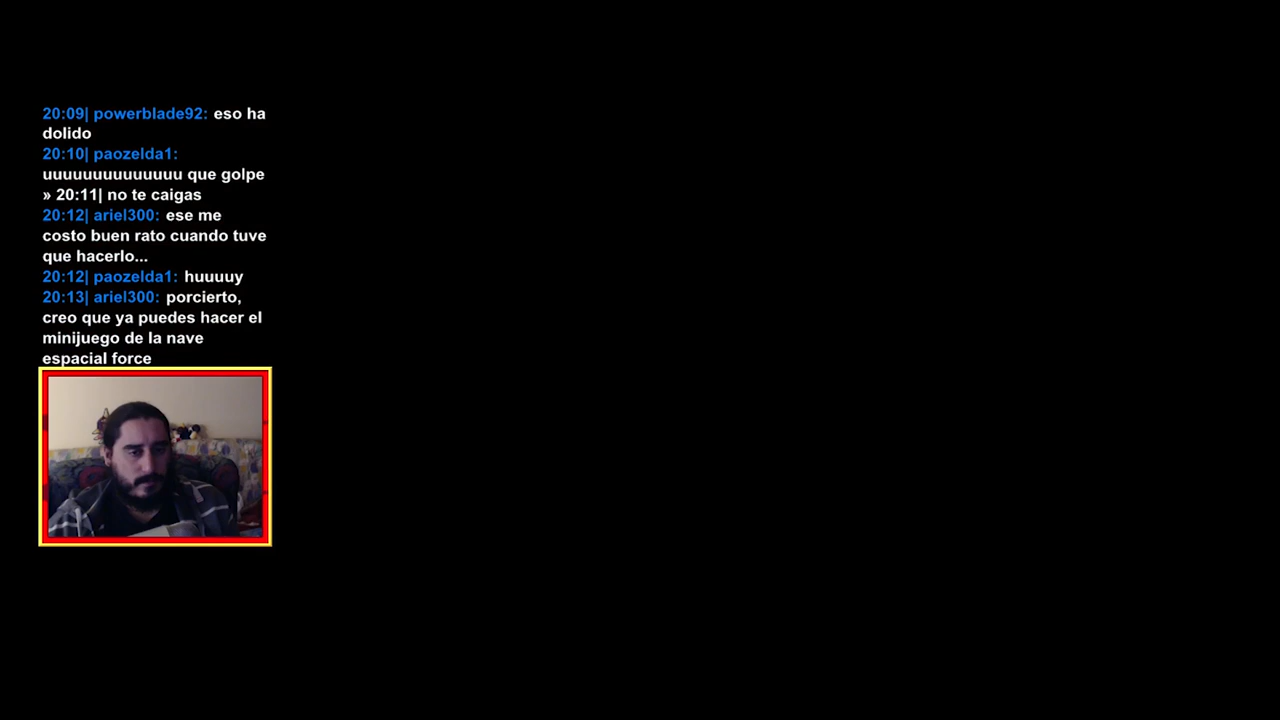 20:09| powerblade92: eso ha
dolido
20:10| paozelda1:
uuuuuuuuuuuuuu que golpe
» 20:11| no te caigas
20:12| ariel300: ese me
costo buen rato cuando tuve
que hacerlo...
20:12| paozelda1: huuuuy
20:13| ariel300: porcierto,
creo que ya puedes hacer el
minijuego de la nave
espacial force